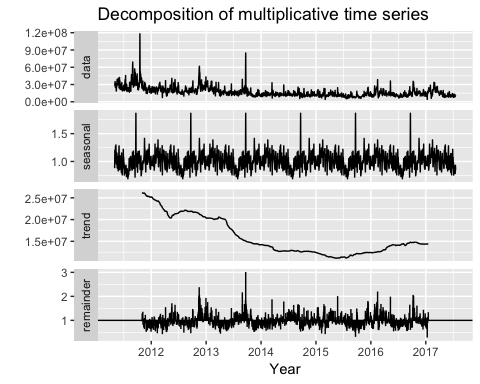 Decomposition of multiplicative time series
1.2e+08
9.0e+07
6.0e+07
3.0e+07
0.0e+00
data
1.5
1.0
seasonal
2.5e+07
2.0e+07
1.5e+07
trend
3
2
1
remainder
2012 2013 2014 2015 2016 2017
Year